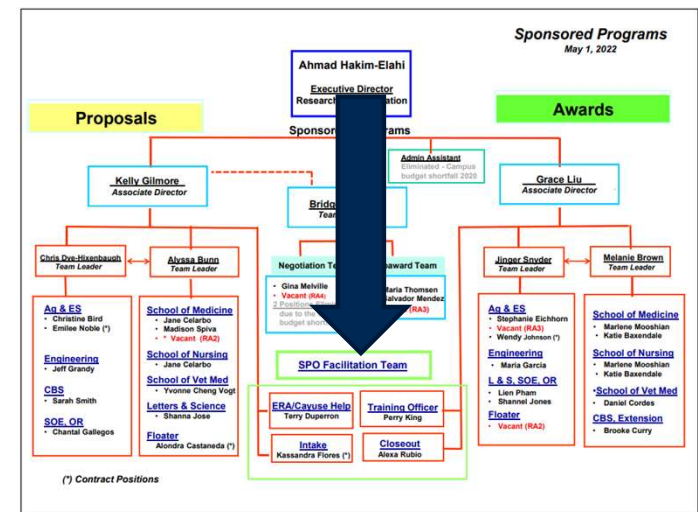 Sponsored Programs
May 1, 2022
Ahmad Hakim-Elahi
Executive Director
Research
Sponsored
Proposals
Awards
Admin Assistant
Eliminated - Campus
budget shortfall 2020
Kelly Gilmore
Associate Director
Team
Grace Liu
Associate Director
Chris Dye-Hixenbaugh
Team Leader
Alyssa Bunn
Team Leader
Negotiation
Team
Jinger Snyder
Team Leader
Melanie Brown
Team Leader
Ag & ES
• Christine Bird
• Emilee Noble (*)
Engineering
• Jeff Grandy
CBS
• Sarah Smith
SOE, OR
• Chantal Gallegos
School of Medicine
• Jane Celarbo
• Madison Spiva
• * Vacant (RA2)
School of Nursing
• Jane Celarbo
School of Vet Med
• Yvonne Cheng Vogt
Letters & Science
• Shanna Jose
Floater
Alondra Castaneda (*)
• Gina Melville
• Vacant (RA4)
2 Positions
due to the
budget
Maria Thomsen
Salvador Mendez
(RA3)
SPO Facilitation Team
ERA/Cayuse Help
Terry Duperron
Training Officer
Perry King
Intake
Kassandra Flores (*)
Closeout
Alexa Rubio
Ag & ES
• Stephanie Eichhorn
• Vacant (RA3)
• Wendy Johnson (*)
Engineering
• Maria Garcia
L & S, SOE, OR
• Lien Pham
• Shannel Jones
Floater
• Vacant (RA2)
School of Medicine
• Marlene Mooshian
• Katie Baxendale
School of Nursing
• Marlene Mooshian
• Katie Baxendale
•School of Vet Med
• Daniel Cordes
CBS, Extension
• Brooke Curry
(*) Contract Positions